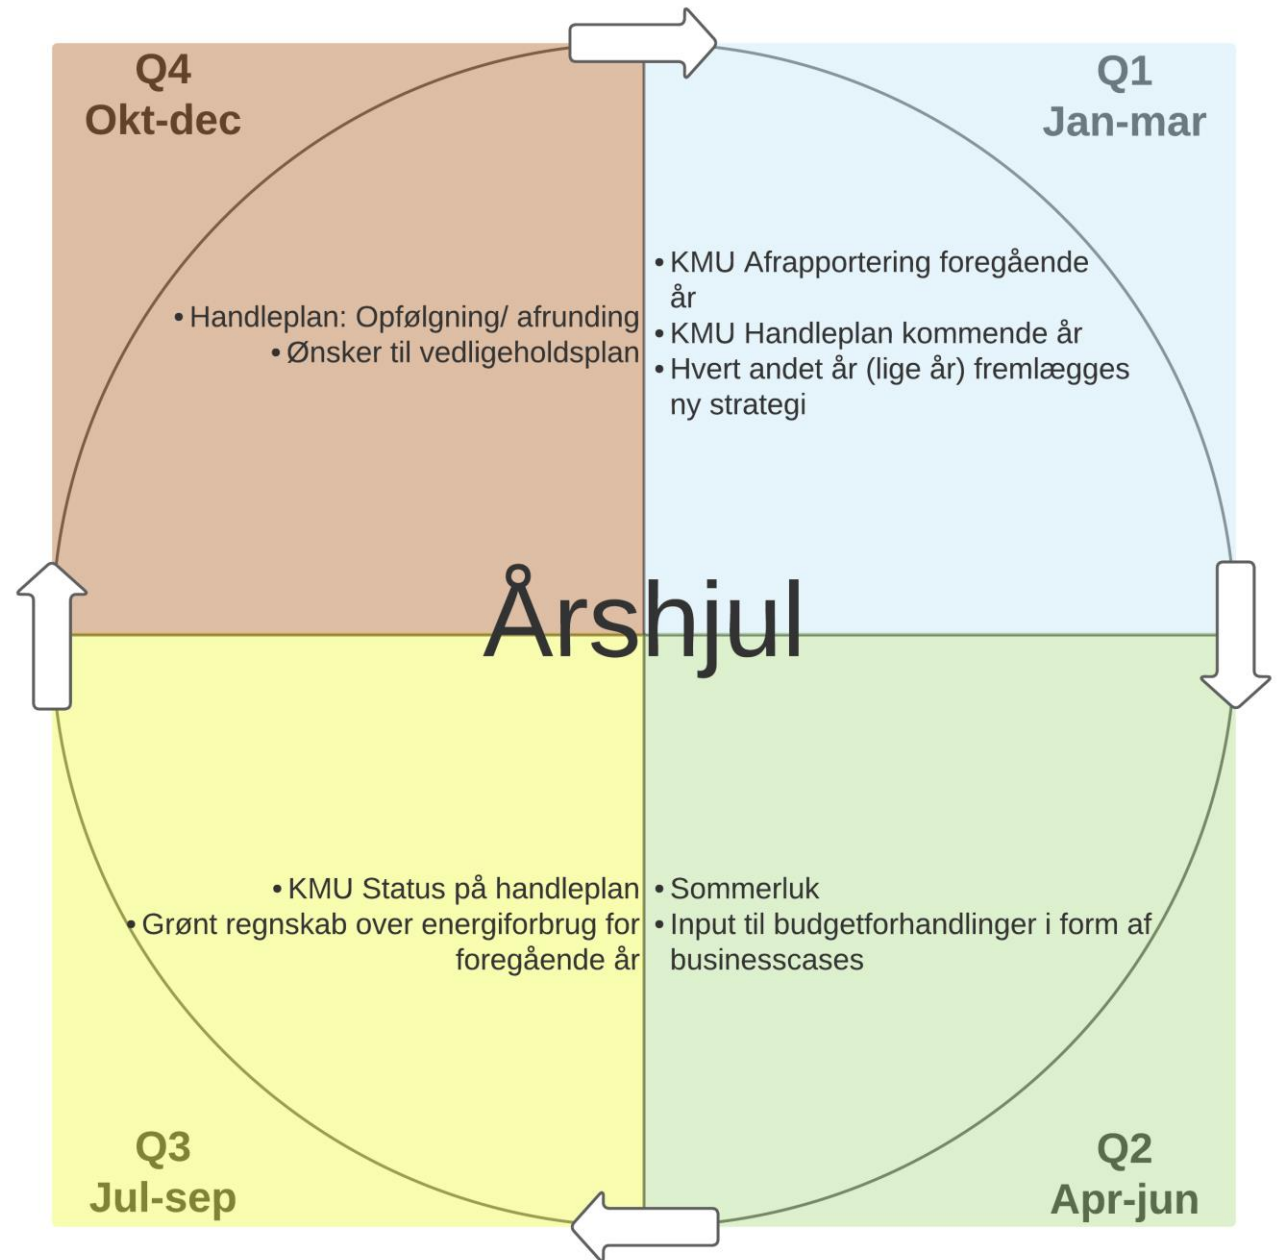 Q4
Okt-dec
• Handleplan: Opfølgning/ afrunding
• Ønsker til vedligeholdsplan
Q1
Jan-mar
• KMU Afrapportering foregående
år
• KMU Handleplan kommende år
• Hvert andet år (lige år) fremlægges
ny strategi
Årshjul
• KMU Status på handleplan
• Grønt regnskab over energiforbrug for
foregående år
Q3
Jul-sep
• Sommerluk
• Input til budgetforhandlinger i form af
businesscases
Q2
Apr-jun